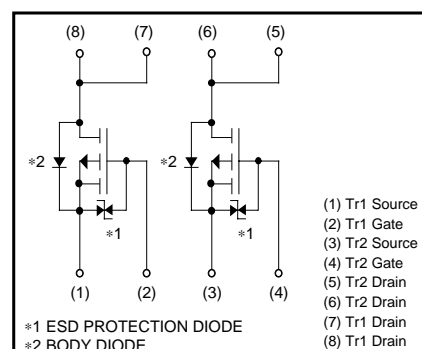 (8) (7) (6) (5)
∗2 ∗2
∗1 ∗1
(1) (2) (3) (4)
(1) Tr1 Source
(2) Tr1 Gate
(3) Tr2 Source
(4) Tr2 Gate
(5) Tr2 Drain
(6) Tr2 Drain
(7) Tr1 Drain
(8) Tr1 Drain
∗1 ESD PROTECTION DIODE
∗2 BODY DIODE